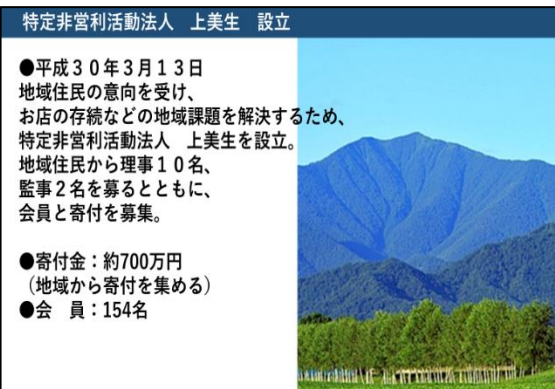 特定非営利活動法人　上美生　設立
●平成３０年３月１３日
地域住民の意向を受け、
お店の存続などの地域課題を解決するため、
特定非営利活動法人　上美生を設立。
地域住民から理事１０名、
監事２名を募るとともに、
会員と寄付を募集。
●寄付金：約700万円
（地域から寄付を集める）
●会　員：154名